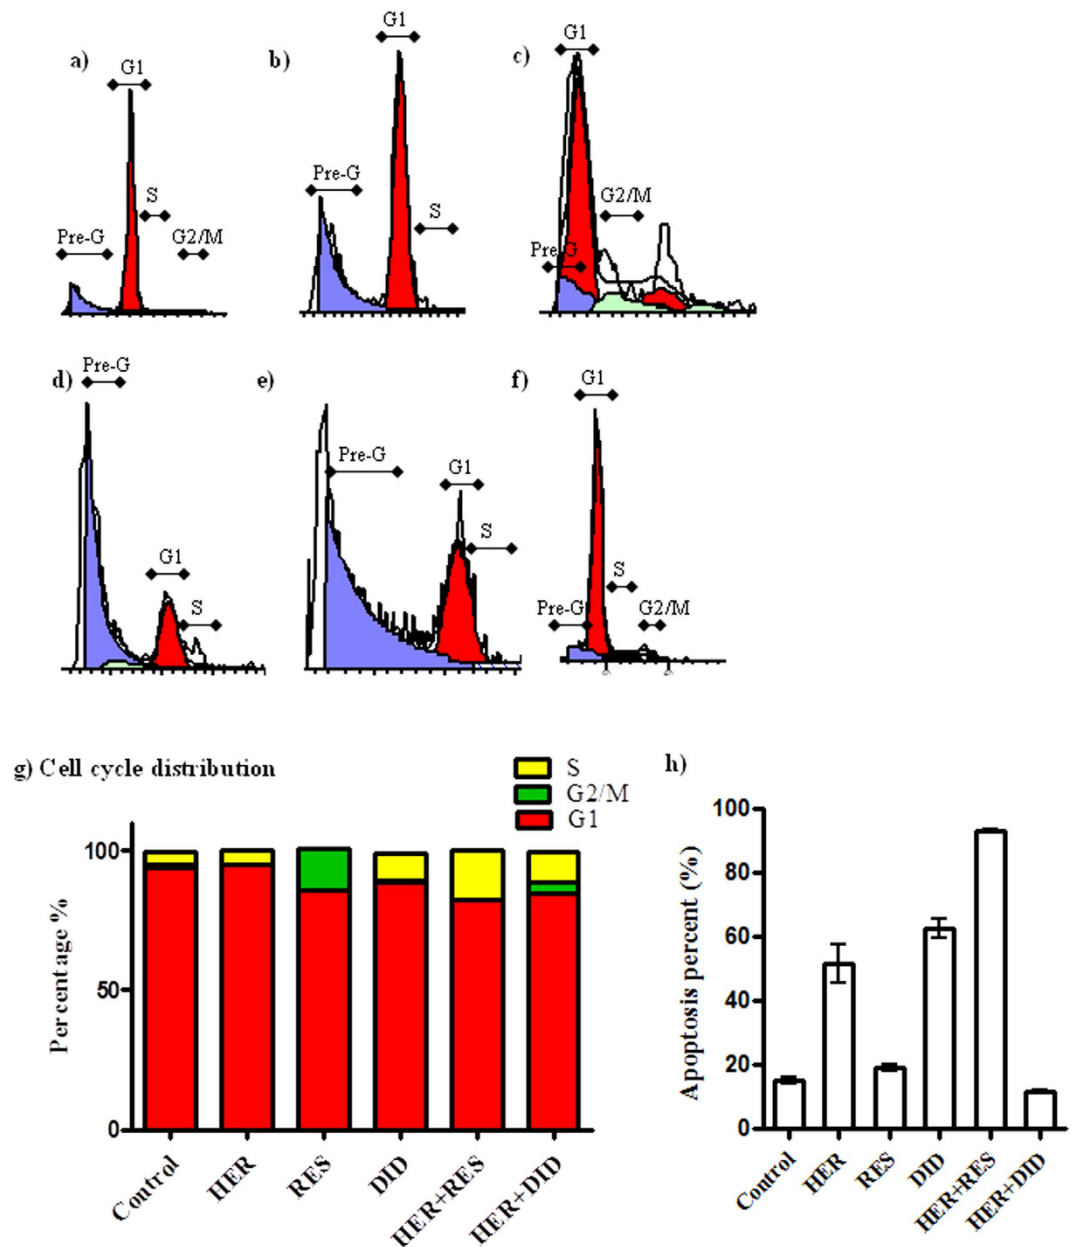 a)
G1
S
Pre-G
G2/M
b)
G1
Pre-G
S
c)
G1
G2/M
Pre-G
d)
Pre-G
G1
S
e)
Pre-G
G1
S
f)
G1
S
Pre-G
G2/M
g) Cell cycle distribution
S
G2/M
G1
Percentage %
100
50
0
Control
HER
RES
DID
HER+RES
HER+DID
h)
Apoptosis percent (%)
100
80
60
40
20
0
Control
HER
RES
DID
HER+RES
HER+DID